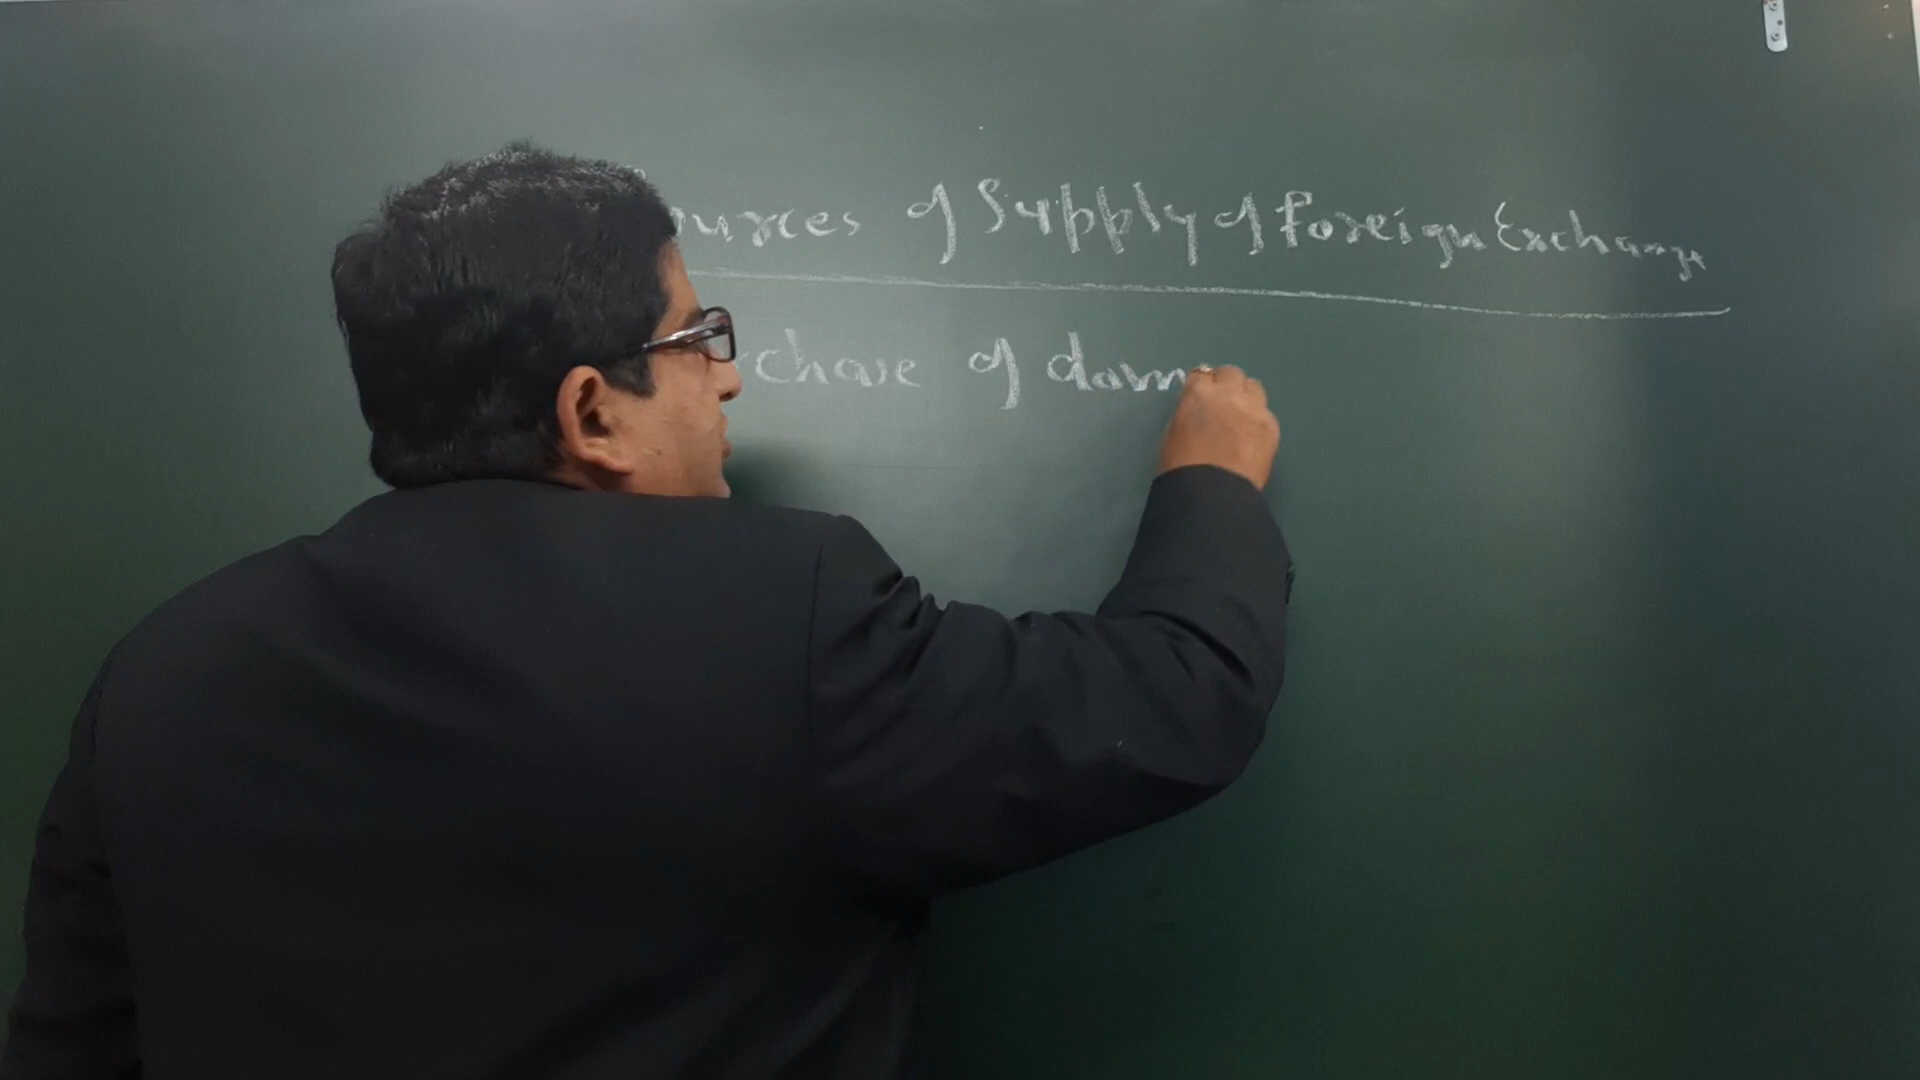 ources of Supply of foreign Exchange
rchase of dom